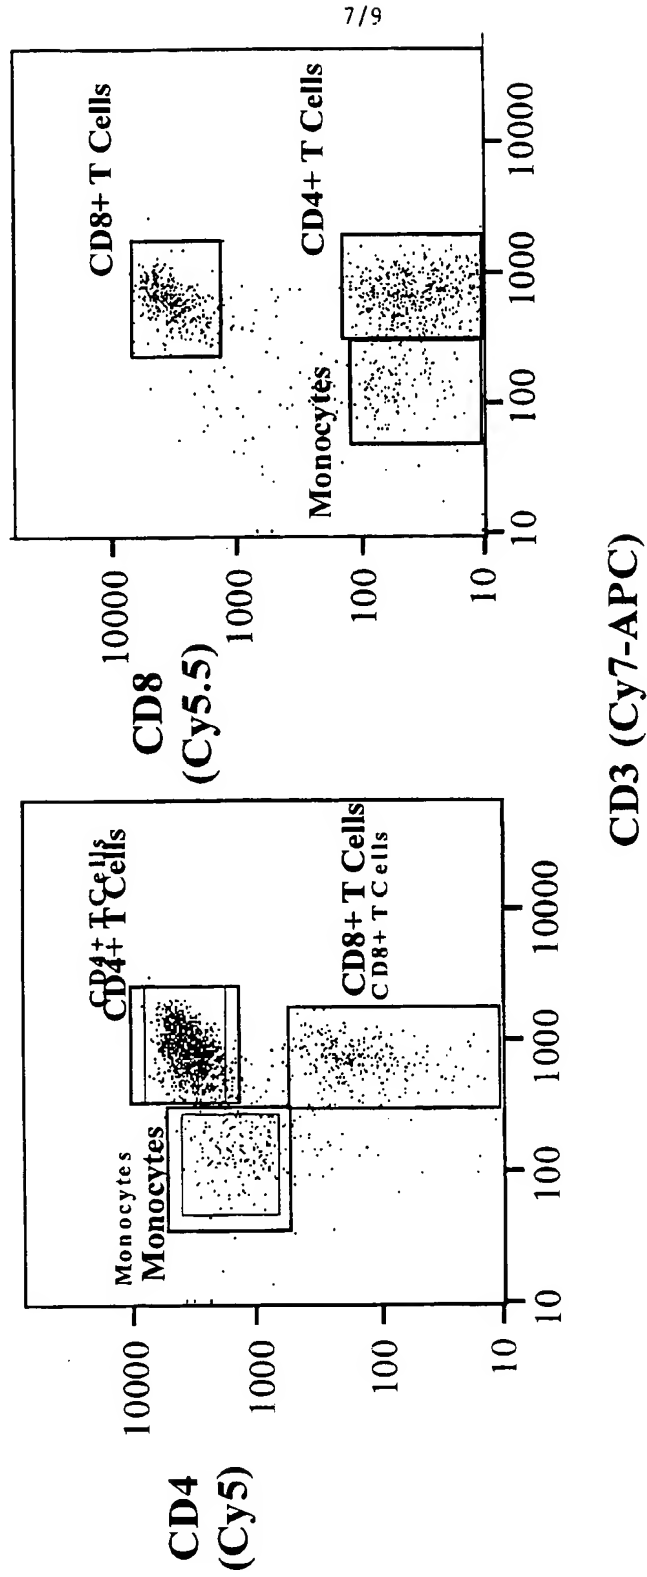 7/9
CD4
(Cy5)
10000
1000
100
10
10
100
1000
10000
Monocytes
Monocytes
CD4+ T Cells
CD4+ T Cells
CD8+ T Cells
CD8+ T Cells
CD8
(Cy5.5)
10000
1000
100
10
10
100
1000
10000
CD8+ T Cells
Monocytes
CD4+ T Cells
CD3 (Cy7-APC)